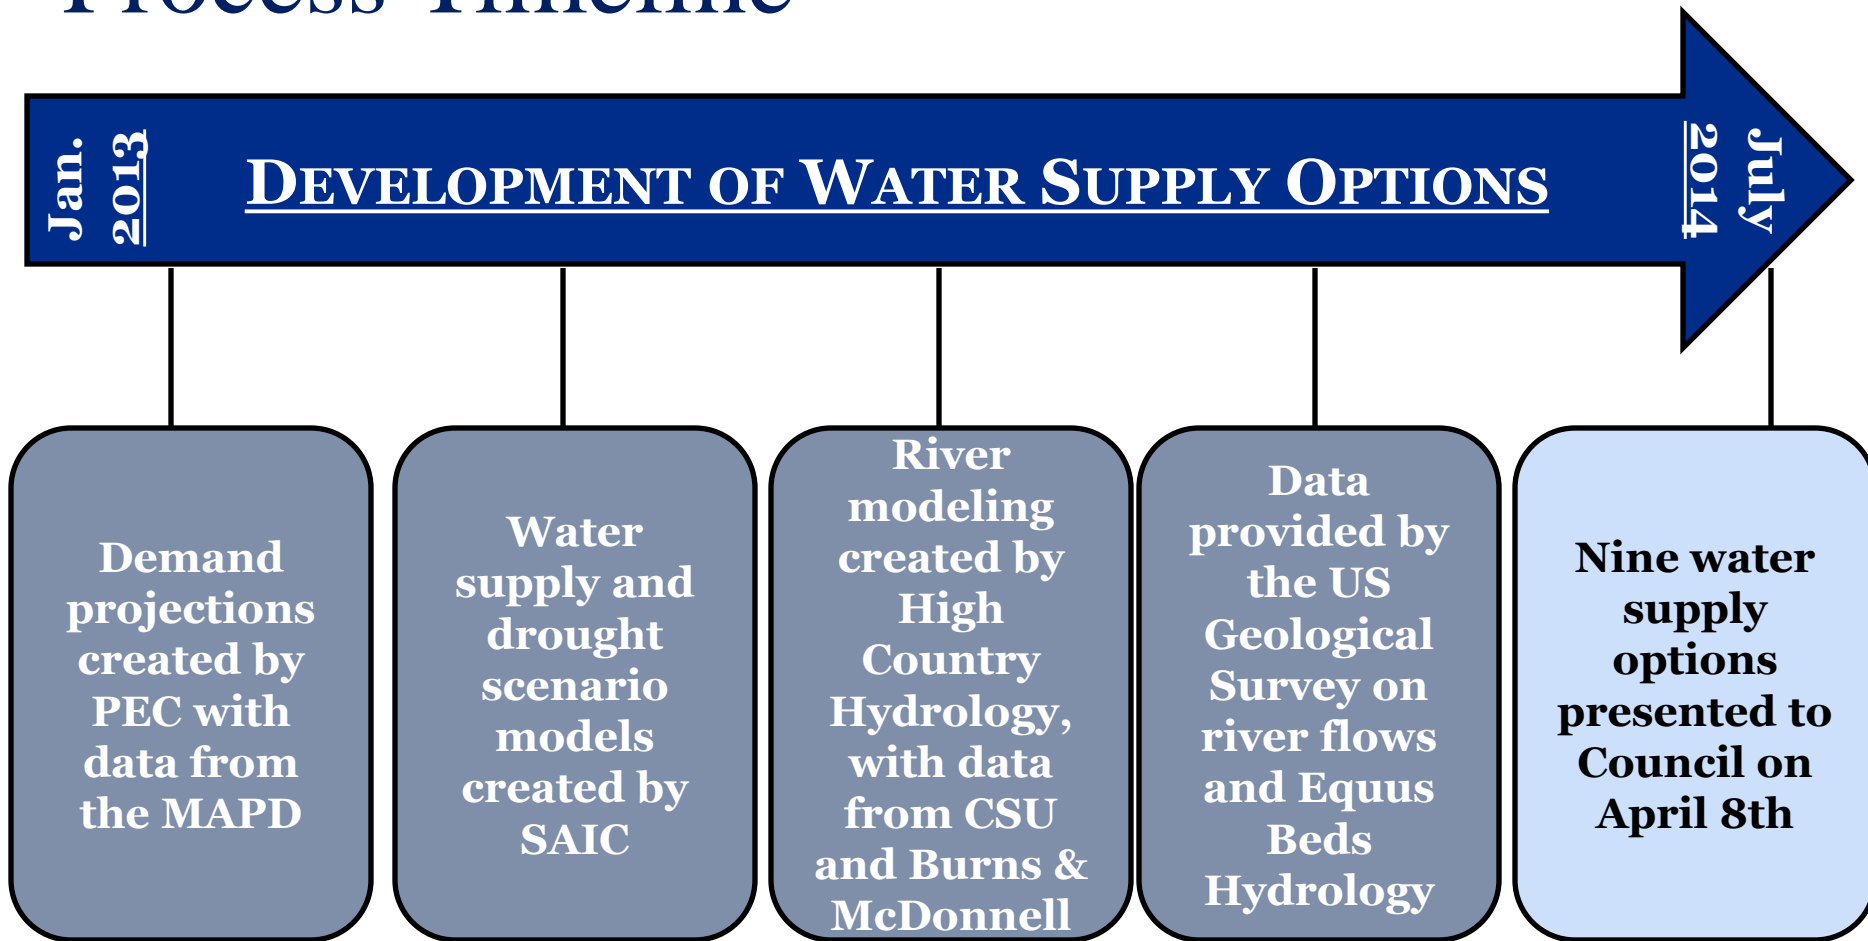 Process Timeline
Jan.
2013
DEVELOPMENT OF WATER SUPPLY OPTIONS
July
2014
Demand
projections
created by
PEC with
data from
the MAPD
Water
supply and
drought
scenario
models
created by
SAIC
River
modeling
created by
High
Country
Hydrology,
with data
from CSU
and Burns &
McDonnell
Data
provided by
the US
Geological
Survey on
river flows
and Equus
Beds
Hydrology
Nine water
supply
options
presented to
Council on
April 8th